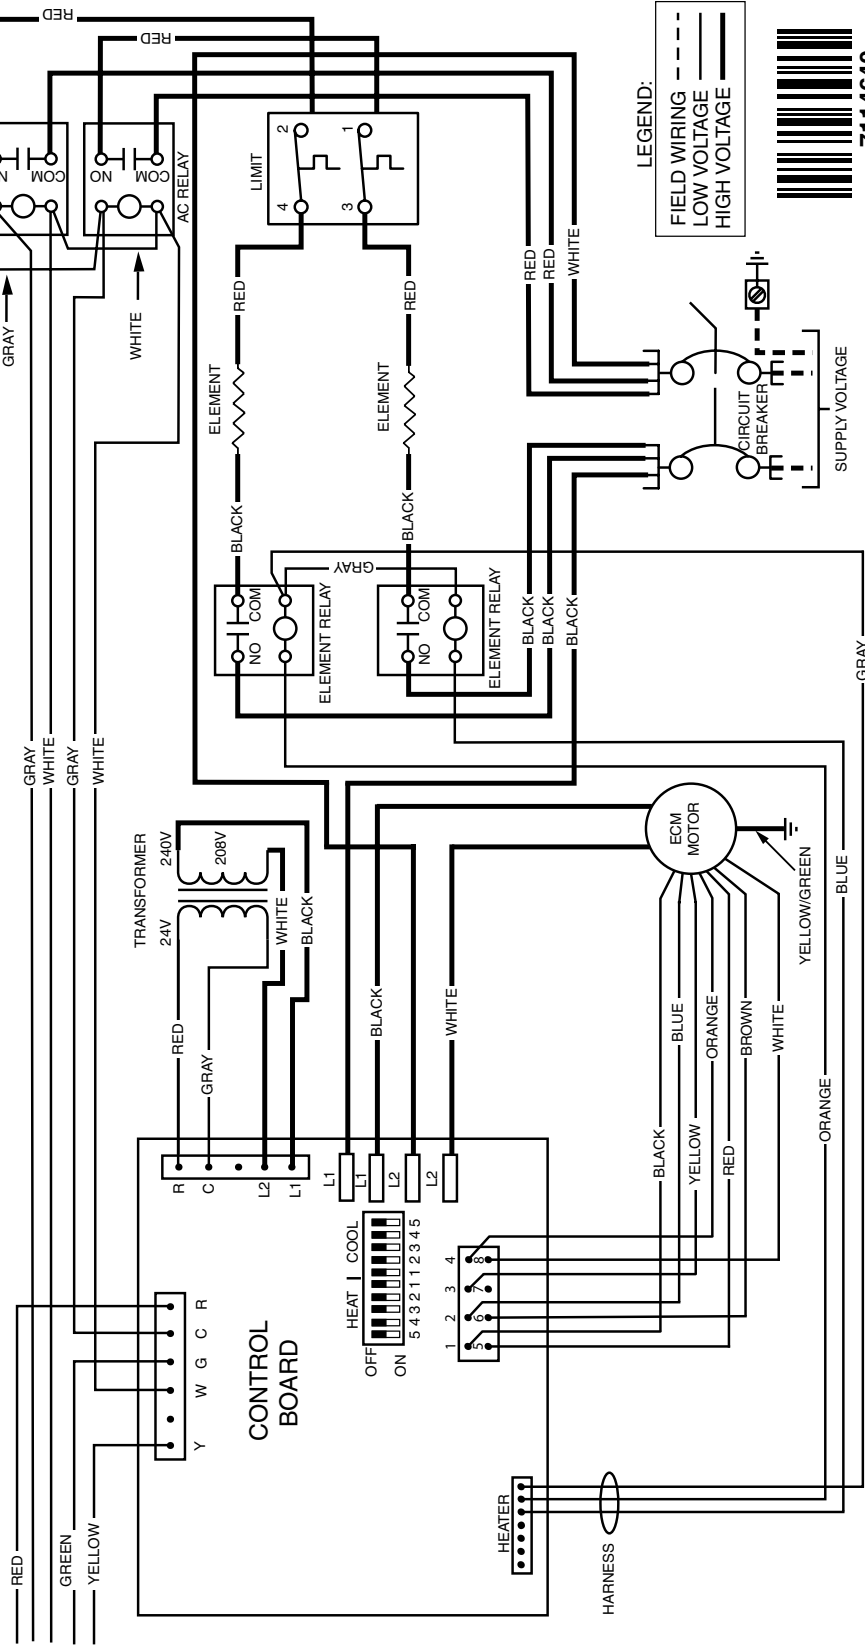 RED
RED
COM
NO
COM
N
AC RELAY
LIMIT
2
1
4
3
GRAY
WHITE
RED
RED
ELEMENT
ELEMENT
BLACK
BLACK
RED
RED
WHITE
LEGEND:
FIELD WIRING
LOW VOLTAGE
HIGH VOLTAGE
CIRCUIT
BREAKER
SUPPLY VOLTAGE
GRAY
COM
NO
ELEMENT RELAY
COM
NO
ELEMENT RELAY
BLACK
BLACK
BLACK
GRAY
GRAY
WHITE
GRAY
WHITE
TRANSFORMER
240V
208V
24V
WHITE
BLACK
RED
GRAY
BLACK
WHITE
ECM
MOTOR
YELLOW/GREEN
BLUE
ORANGE
BLACK
BLUE
YELLOW
ORANGE
RED
BROWN
WHITE
R
C
L2
L1
L1
L1
L2
L2
HEAT
COOL
5 4 3 2 1 1 2 3 4 5
OFF
ON
4
8
3
7
2
6
1
5
R
C
G
W
Y
CONTROL
BOARD
HEATER
HARNESS
RED
GREEN
YELLOW